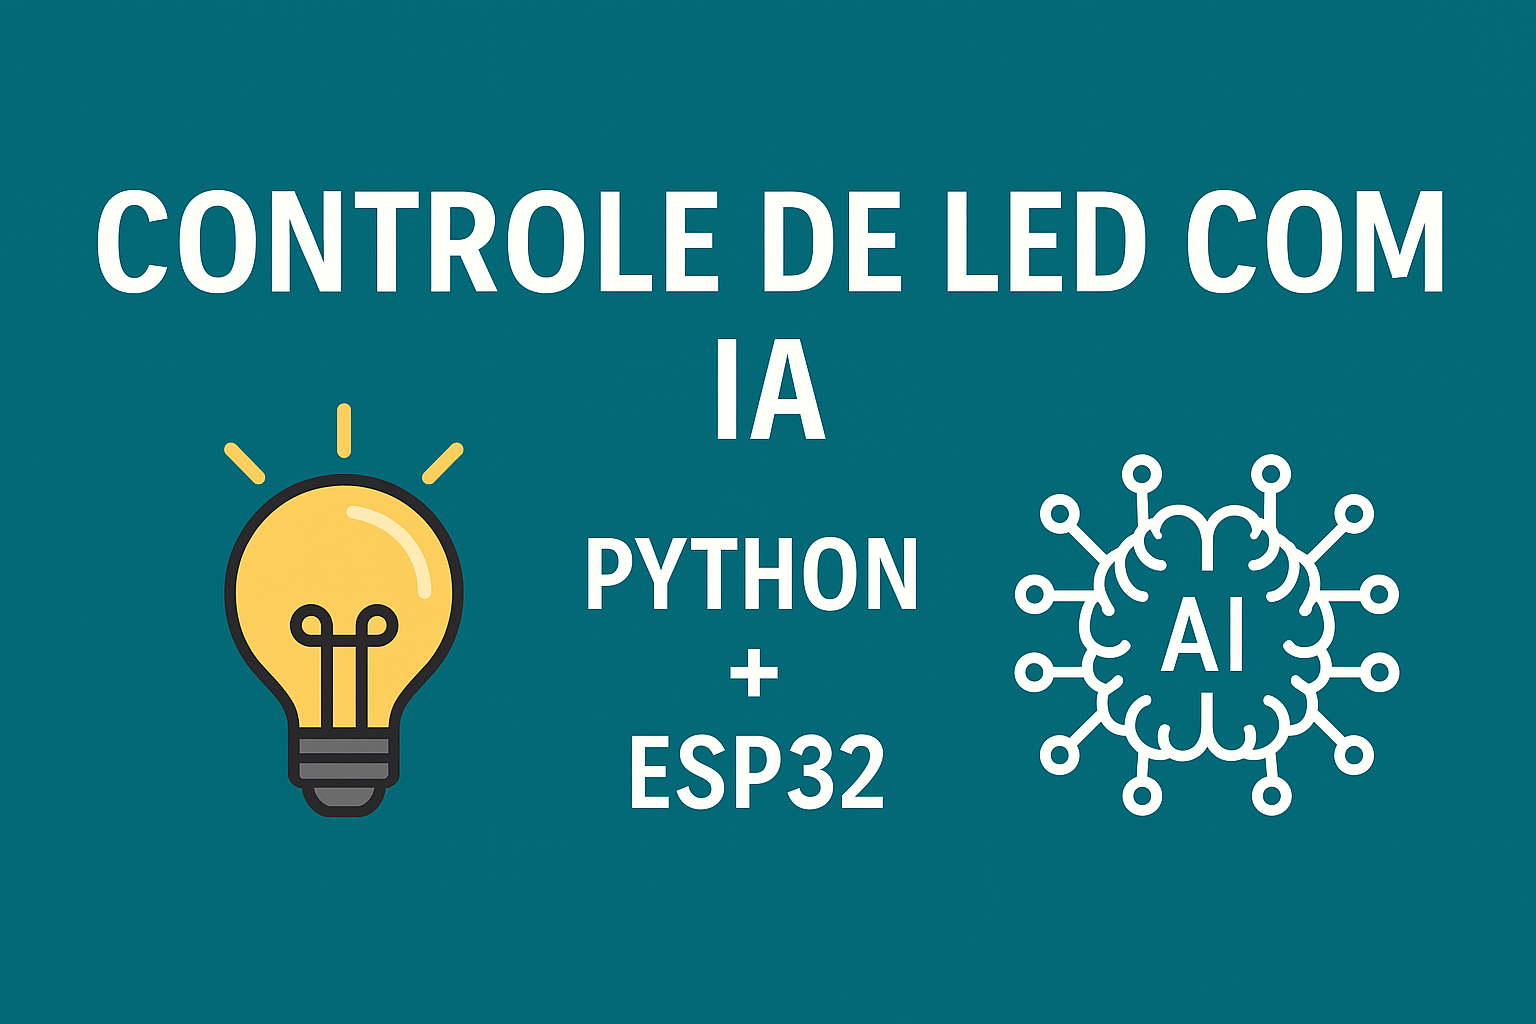 CONTROLE DE LED COM
IA
PYTHON
+
ESP32
AI